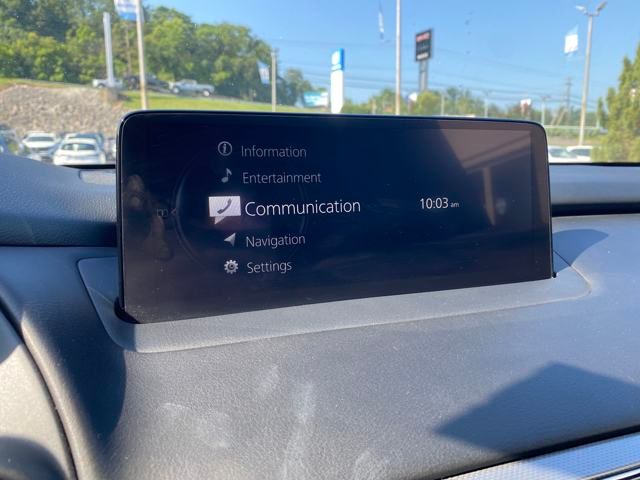 Information
Entertainment
Communication
10:03 am
Navigation
Settings